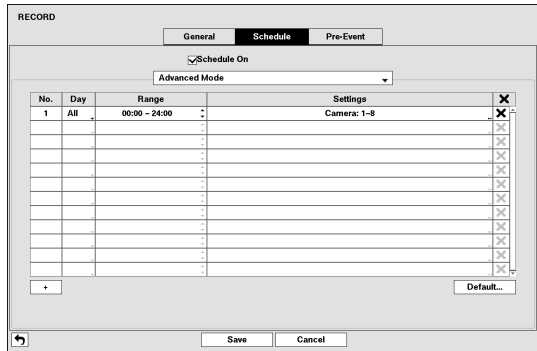 RECORD
General Schedule Pre-Event
Schedule On
Advanced Mode
No. Day Range Settings
1 All 00:00 ~ 24:00 Camera: 1~8
+ Default...
Save Cancel